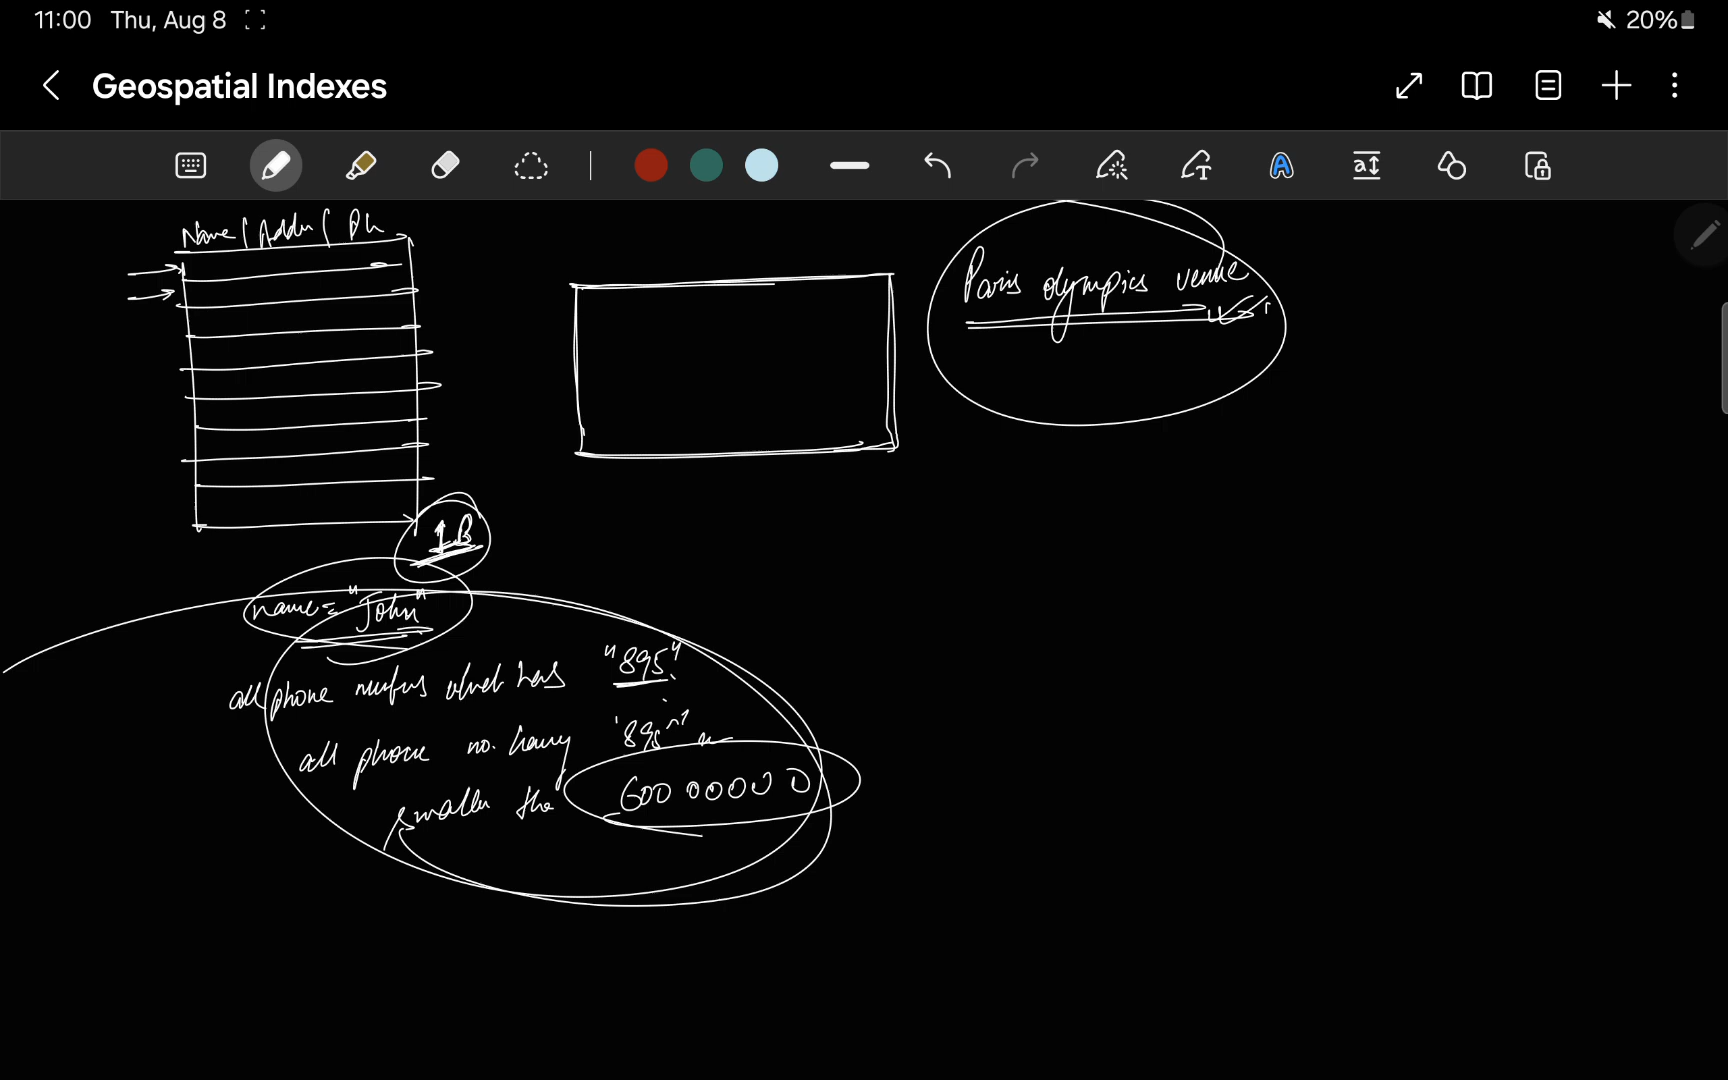 11:00 Thu, Aug 8
20%
Geospatial Indexes
Name | Addr | Ph
Paris olympics venue
1B
name = "John"
all phone which has "895"
all phone no. having '895'
smaller the 600 0000 0